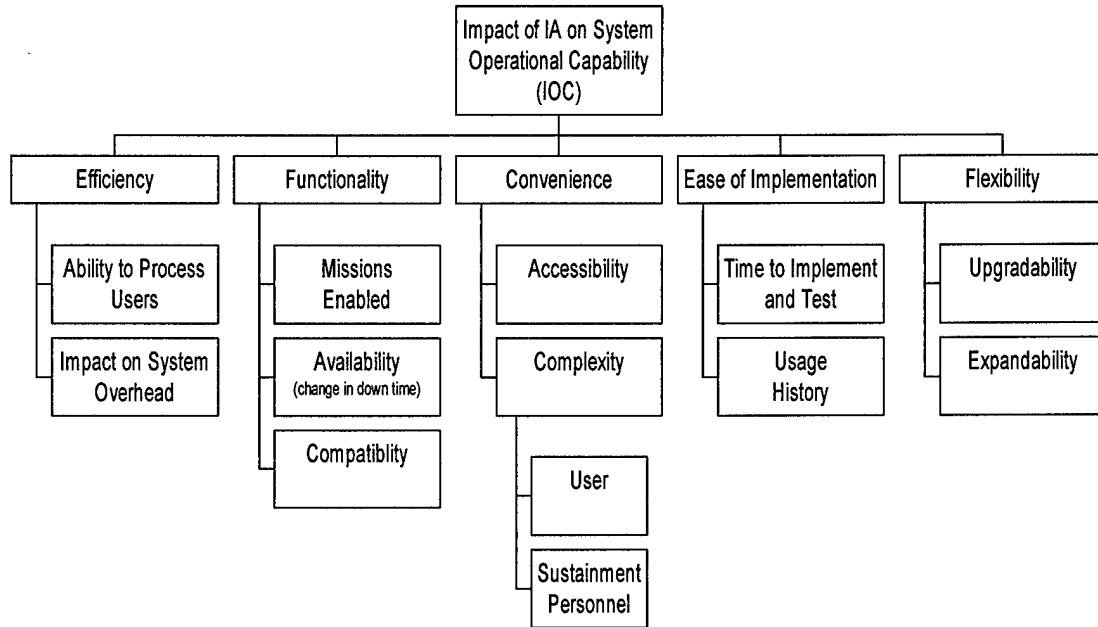 Impact of IA on System
Operational Capability
(IOC)
Efficiency
Functionality
Convenience
Ease of Implementation
Flexibility
Ability to Process
Users
Missions
Enabled
Accessibility
Time to Implement
and Test
Upgradability
Impact on System
Overhead
Availability
(change in down time)
Complexity
Usage
History
Expandability
Compatiblity
User
Sustainment
Personnel